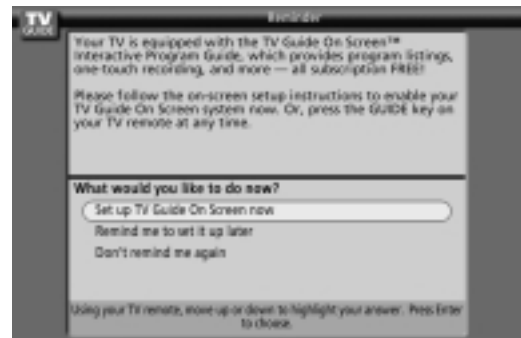 TV
GUIDE
Reminder
Your TV is equipped with the TV Guide On Screen™
Interactive Program Guide, which provides program listings,
one-touch recording, and more — all subscription FREE!
Please follow the on-screen setup instructions to enable your
TV Guide On Screen system now. Or, press the GUIDE key on
your TV remote at any time.
What would you like to do now?
Set up TV Guide On Screen now
Remind me to set it up later
Don't remind me again
Using your TV remote, move up or down to highlight your answer. Press Enter
to choose.